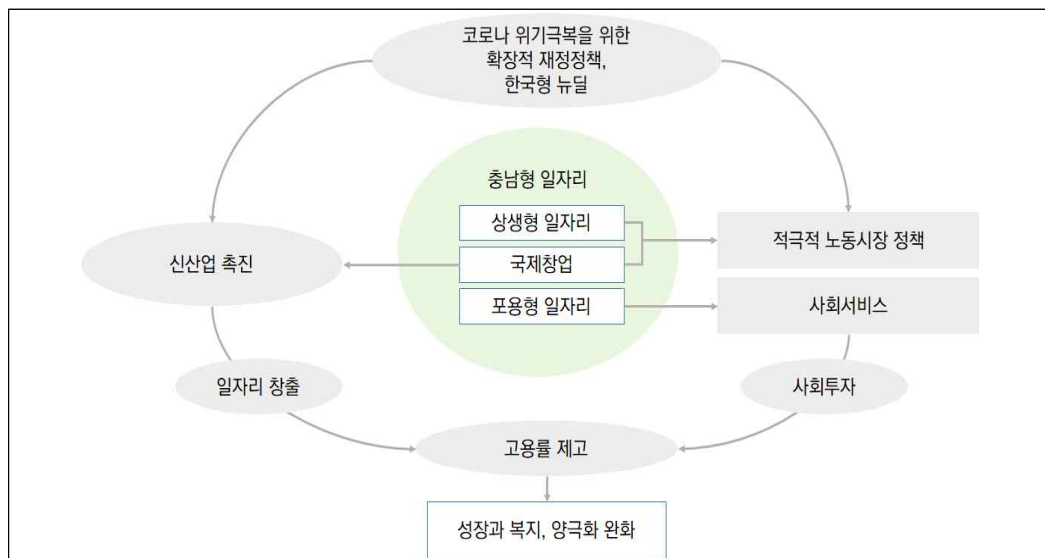 코로나 위기극복을 위한
확장적 재정정책,
한국형 뉴딜
충남형 일자리
상생형 일자리
국제창업
포용형 일자리
신산업 촉진
적극적 노동시장 정책
사회서비스
일자리 창출
사회투자
고용률 제고
성장과 복지, 양극화 완화